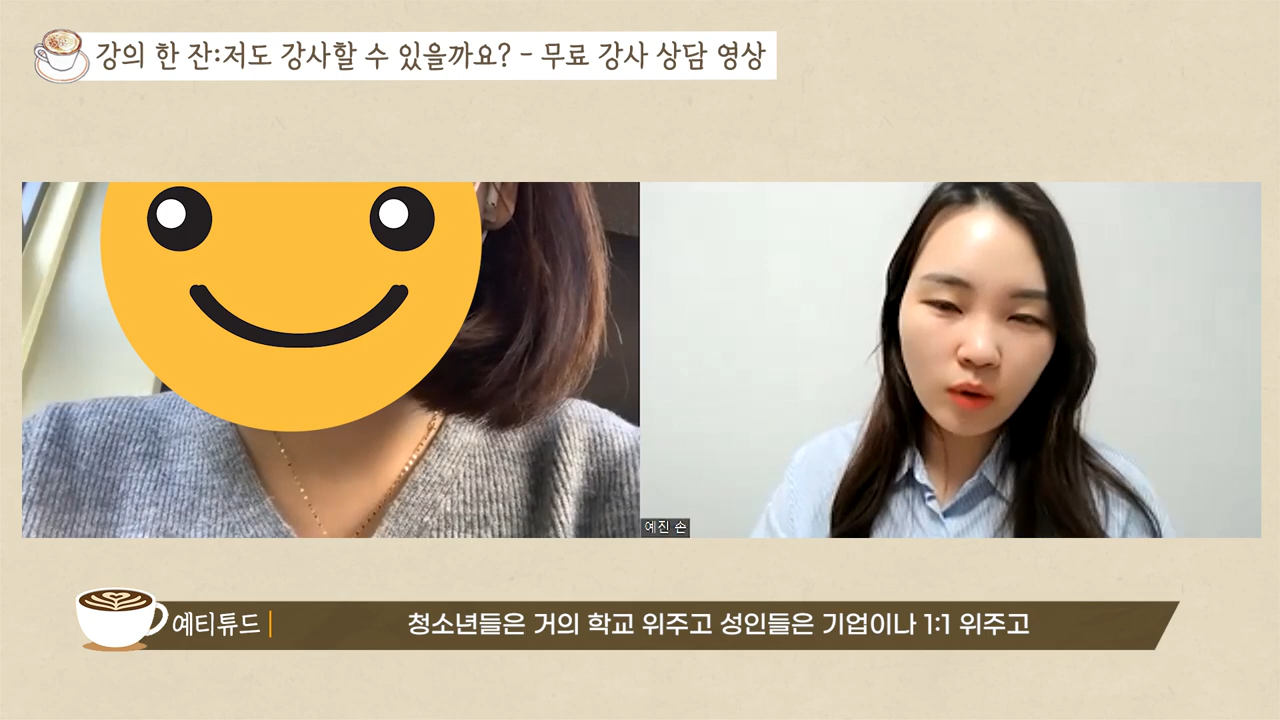 강의 한 잔:저도 강사할 수 있을까요? - 무료 강사 상담 영상
예진 손
예티튜드
청소년들은 거의 학교 위주고 성인들은 기업이나 1:1 위주고